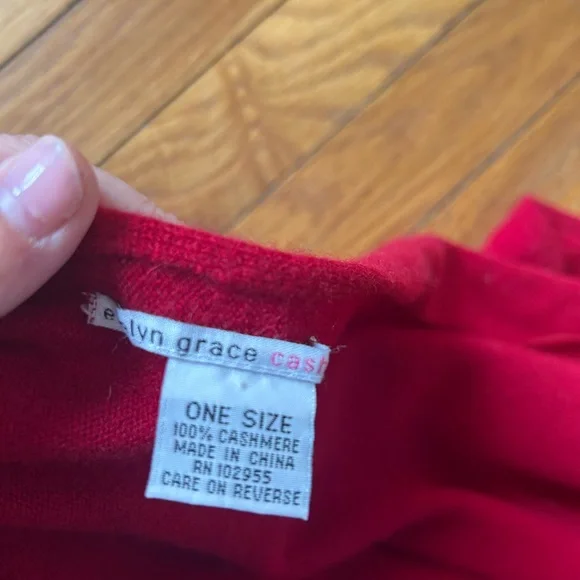 grace cash
ONE SIZE
100% CASHMERE
MADE IN CHINA
RN 102955
CARE ON REVERSE